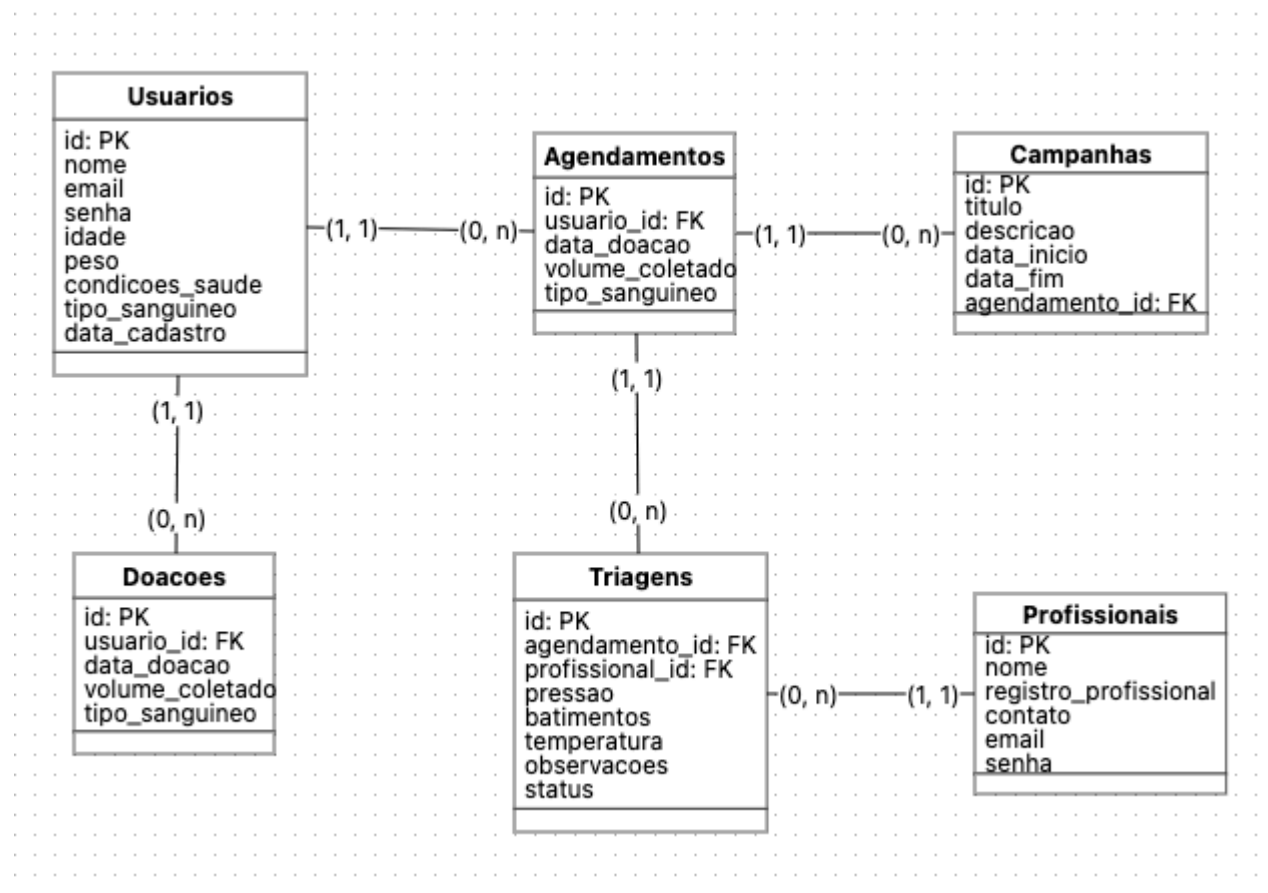 Usuarios
id: PK
nome
email
senha
idade
peso
condicoes_saude
tipo_sanguineo
data_cadastro
(1, 1)
(0, n)
Agendamentos
id: PK
usuario_id: FK
data_doacao
volume_coletado
tipo_sanguineo
(1, 1)
(0, n)
Campanhas
id: PK
titulo
descricao
data_inicio
data_fim
agendamento_id: FK
(1, 1)
(0, n)
Doacoes
id: PK
usuario_id: FK
data_doacao
volume_coletado
tipo_sanguineo
(1, 1)
(0, n)
Triagens
id: PK
agendamento_id: FK
profissional_id: FK
pressao
batimentos
temperatura
observacoes
status
(0, n)
(1, 1)
Profissionais
id: PK
nome
registro_profissional
contato
email
senha